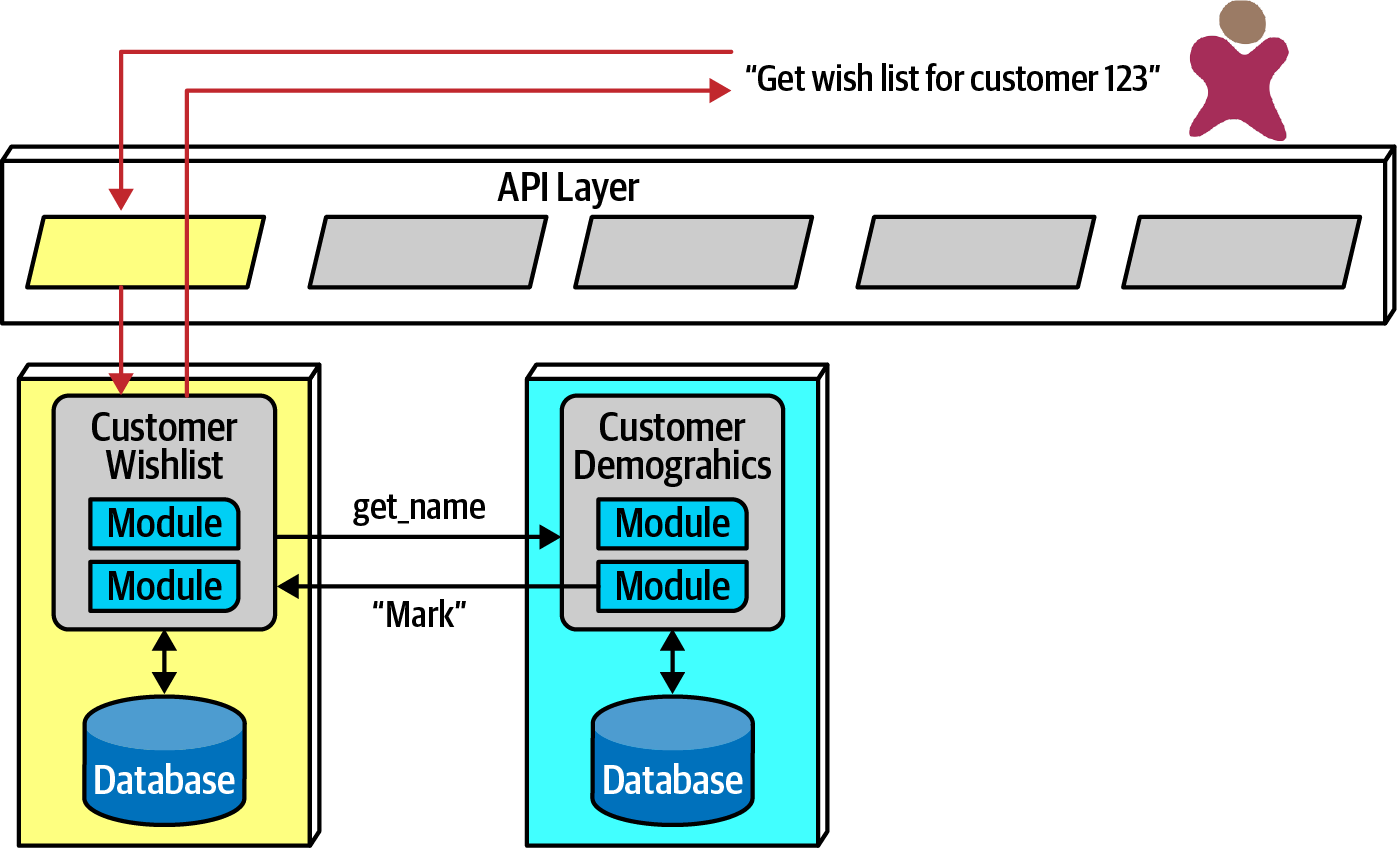 “Get wish list for customer 123”
API Layer
Customer
Wishlist
Module
Module
Database
get_name
“Mark”
Customer
Demograhics
Module
Module
Database